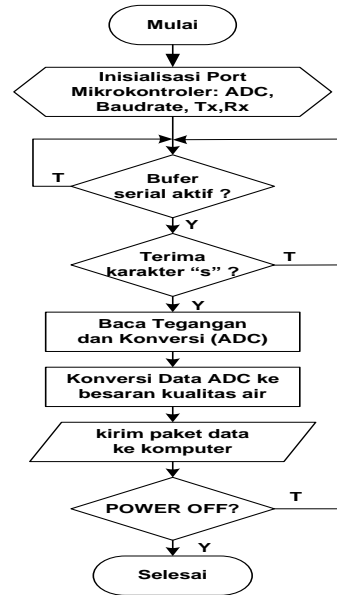 Mulai
Inisialisasi Port
Mikrokontroler: ADC,
Baudrate, Tx,Rx
Bufer
serial aktif ?
T
Y
Terima
karakter “s” ?
T
Y
Baca Tegangan
dan Konversi (ADC)
Konversi Data ADC ke
besaran kualitas air
kirim paket data
ke komputer
POWER OFF?
T
Y
Selesai